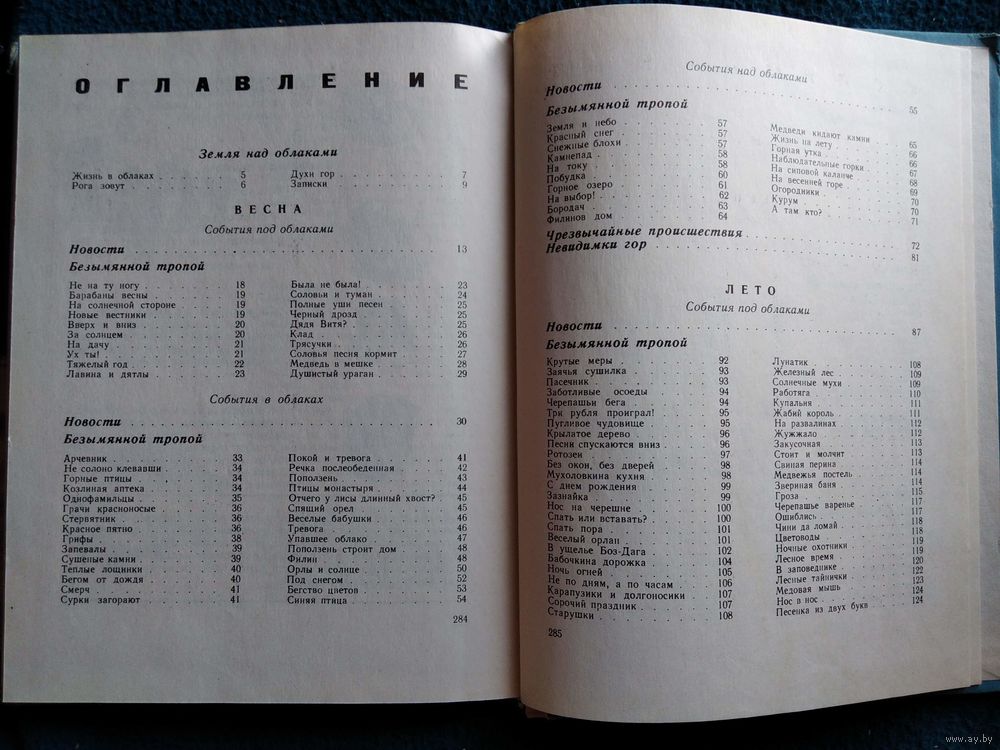 ОГЛАВЛЕНИЕ
Земля над облаками
Жизнь в облаках 5
Рога зовут 6
Духи гор 7
Записки 9
ВЕСНА
События под облаками
Новости 13
Безымянной тропой
Не на ту ногу 18
Барабаны весны 19
На солнечной стороне 19
Новые вестники 19
Вверх и вниз 20
За солнцем 20
На дачу 21
Ух ты! 21
Тяжелый год 22
Лавина и дятлы 23
Была не была! 23
Соловьи и туман 24
Полные уши песен 25
Черный дрозд 25
Дядя Витя? 25
Клад 26
Трясучки 26
Соловья песня кормит 27
Медведь в мешке 28
Душистый ураган 29
События в облаках
Новости 30
Безымянной тропой
Арчевник 33
Не солоно клевавши 34
Горные птицы 34
Козлиная аптека 34
Однофамильцы 35
Грачи красноносые 36
Стервятник 36
Красное пятно 36
Грифы 38
Запевалы 39
Сушеные камни 39
Теплые лощинки 40
Бегом от дождя 40
Смерч 41
Сурки загорают 41
Покой и тревога 41
Речка послеобеденная 42
Поползень 43
Птицы монастыря 44
Отчего у лисы длинный хвост? 45
Спящий орел 45
Веселые бабушки 46
Тревога 46
Упавшее облако 47
Поползень строит дом 48
Филин 48
Орлы и солнце 50
Под снегом 52
Бегство цветов 53
Синяя птица 54
284
События над облаками
Новости 55
Безымянной тропой
Земля и небо 57
Красный снег 57
Снежные блохи 57
Камнепад 58
На току 58
Побудка 60
Горное озеро 61
На выбор! 62
Бородач 63
Филинов дом 64
Медведи кидают камни 65
Жизнь на лету 66
Горная утка 66
Наблюдательные горки 67
На сиповой каланче 68
На весенней горе 69
Огородники 70
Курум 70
А там кто? 71
Чрезвычайные происшествия 72
Невидимки гор 81
ЛЕТО
События под облаками
Новости 87
Безымянной тропой
Крутые меры 92
Заячья сушилка 93
Пасечник 93
Заботливые осоеды 94
Черепашьи бега 94
Три рубля проиграл! 95
Пугливое чудовище 95
Крылатое дерево 96
Песни спускаются вниз 96
Ротозеи 97
Без окон, без дверей 98
Мухоловкина кухня 98
С днем рождения 99
Зазнайка 99
Нос на черешне 100
Спать или вставать? 100
Спать пора 101
Веселый орлан 101
В ущелье Боз-Дага 102
Бабочкина дорожка 104
Ночь огней 105
Не по дням, а по часам 106
Карапузики и долгоносики 107
Сорочий праздник 107
Старушки 108
Лунатик 108
Железный лес 109
Солнечные мухи 109
Работяга 110
Купальня 111
Жабий король 111
На развалинах 112
Жужжало 112
Закусочная 113
Стоит и молчит 113
Свиная перина 114
Медвежья постель 114
Звериная баня 115
Гроза 115
Черепашье варенье 117
Ошиблись 118
Чини да ломай 118
Цветоводы 119
Ночные охотники 119
Лесное время 120
В заповеднике 122
Лесные тайнички 123
Медовая мышь 124
Нос в нос 124
Песенка из двух букв
285
www.ay.by